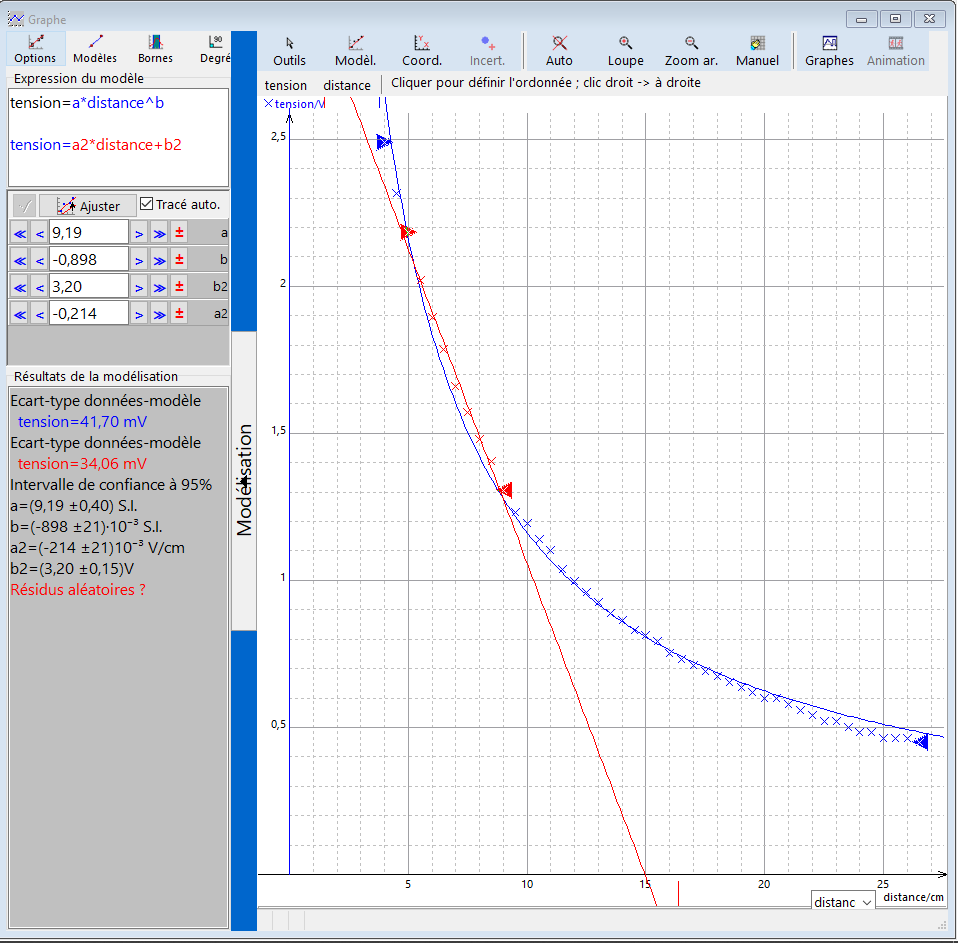 Graphe
Options Modèles Bornes Degré
Outils Modèl. Coord. Incert. Auto Loupe Zoom ar. Manuel Graphes Animation
Expression du modèle
tension=a*distance^b
tension=a2*distance+b2
Ajuster Tracé auto.
≪ < 9,19 > ≫ ± a
≪ < -0,898 > ≫ ± b
≪ < 3,20 > ≫ ± b2
≪ < -0,214 > ≫ ± a2
Résultats de la modélisation
Ecart-type données-modèle
tension=41,70 mV
Ecart-type données-modèle
tension=34,06 mV
Intervalle de confiance à 95%
a=(9,19 ±0,40) S.I.
b=(-898 ±21)·10⁻³ S.I.
a2=(-214 ±21)10⁻³ V/cm
b2=(3,20 ±0,15)V
Résidus aléatoires ?
Modélisation
tension distance Cliquer pour définir l'ordonnée ; clic droit -> à droite
tension/V
2,5
2
1,5
1
0,5
5 10 15 20 25
distance/cm
distanc